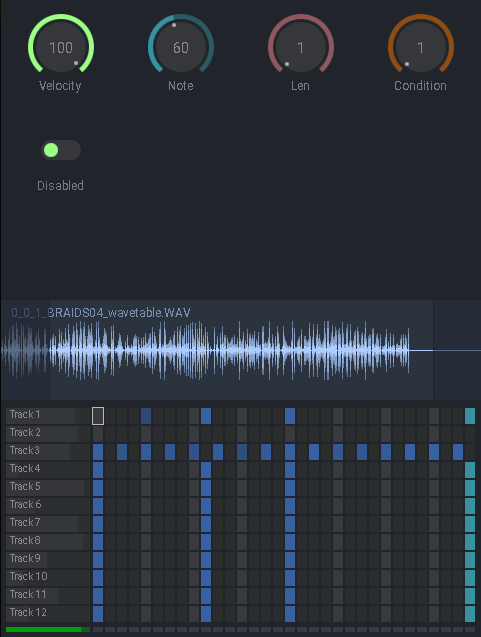 100 60 1 1
Velocity Note Len Condition
Disabled
0_0_1_BRAIDS04_wavetable.WAV
Track 1
Track 2
Track 3
Track 4
Track 5
Track 6
Track 7
Track 8
Track 9
Track 10
Track 11
Track 12